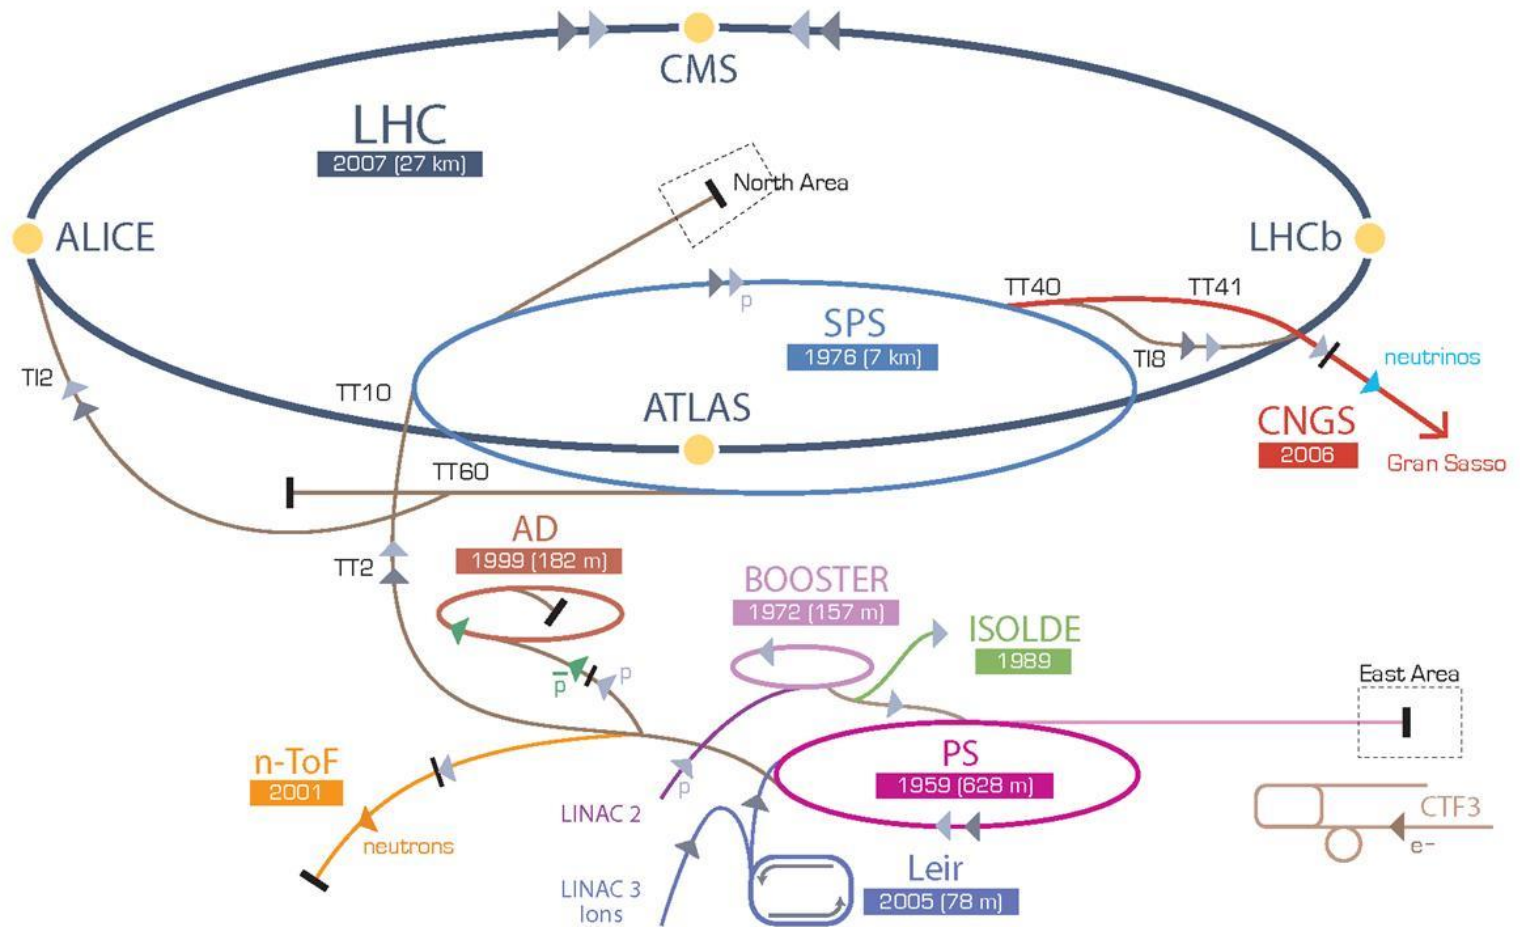 CMS
LHC
2007 (27 km)
North Area
ALICE
LHCb
TT40
TT41
p
SPS
1976 (7 km)
TI8
neutrinos
TI2
TT10
ATLAS
CNGS
2006
Gran Sasso
TT60
AD
1999 (182 m)
TT2
BOOSTER
1972 (157 m)
ISOLDE
1989
p̅
p
East Area
n-ToF
2001
PS
1959 (628 m)
p
LINAC 2
CTF3
neutrons
e-
Leir
2005 (78 m)
LINAC 3
Ions